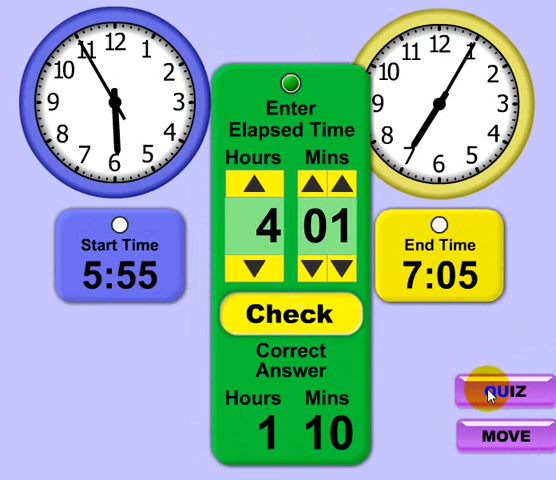 12
1
2
3
4
5
6
7
8
9
10
11
12
1
2
3
4
5
6
7
8
9
10
11
Enter
Elapsed Time
Hours Mins
4 01
Check
Correct
Answer
Hours Mins
1 10
Start Time
5:55
End Time
7:05
QUIZ
MOVE